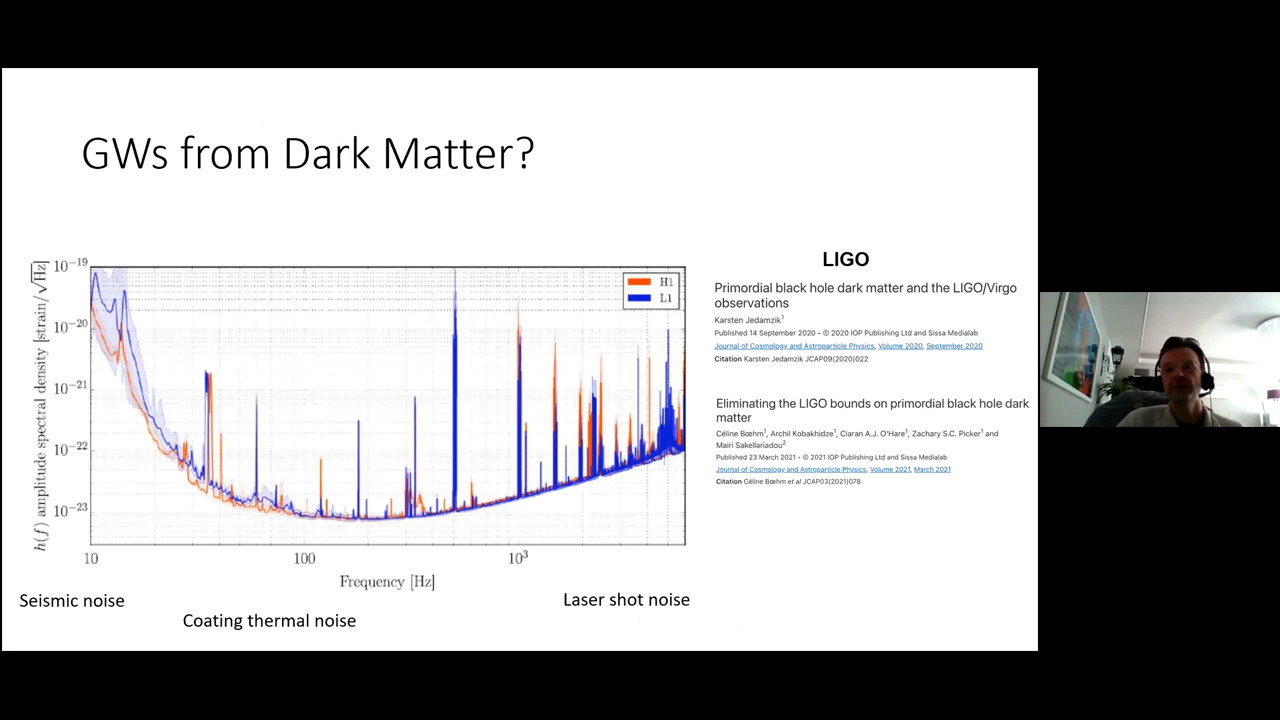 GWs from Dark Matter?
h(f) amplitude spectral density [strain/√Hz]
10⁻¹⁹
10⁻²⁰
10⁻²¹
10⁻²²
10⁻²³
H1
L1
10
100
10³
Frequency [Hz]
Seismic noise
Coating thermal noise
Laser shot noise
LIGO
Primordial black hole dark matter and the LIGO/Virgo
observations
Karsten Jedamzik¹
Published 14 September 2020 • © 2020 IOP Publishing Ltd and Sissa Medialab
Journal of Cosmology and Astroparticle Physics, Volume 2020, September 2020
Citation Karsten Jedamzik JCAP09(2020)022
Eliminating the LIGO bounds on primordial black hole dark
matter
Céline Bœhm¹, Archil Kobakhidze¹, Ciaran A.J. O'Hare¹, Zachary S.C. Picker¹ and
Mairi Sakellariadou²
Published 23 March 2021 • © 2021 IOP Publishing Ltd and Sissa Medialab
Journal of Cosmology and Astroparticle Physics, Volume 2021, March 2021
Citation Céline Bœhm et al JCAP03(2021)078